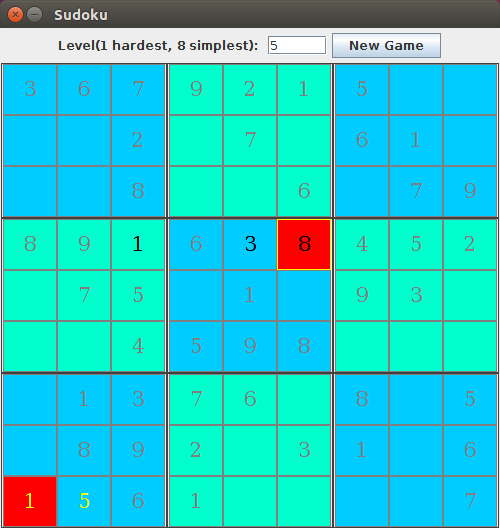 Sudoku
Level(1 hardest, 8 simplest): 5 New Game
3 6 7 9 2 1 5
2 7 6 1
8 6 7 9
8 9 1 6 3 8 4 5 2
7 5 1 9 3
4 5 9 8
1 3 7 6 8 5
8 9 2 3 1 6
1 5 6 1 7